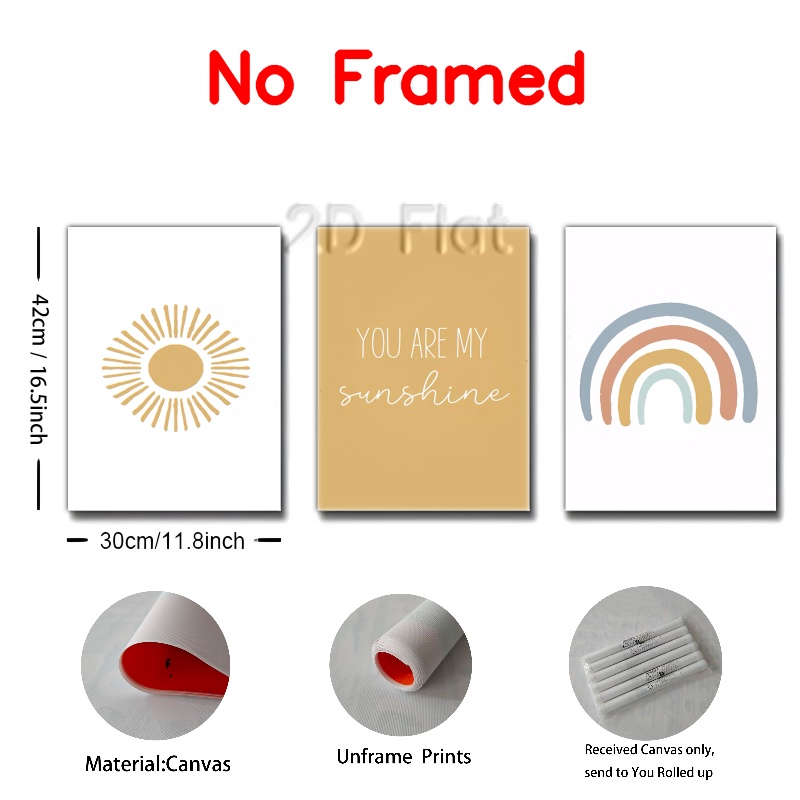 No Framed
2D Flat
42cm / 16.5inch
YOU ARE MY
sunshine
30cm/11.8inch
Material:Canvas
Unframe Prints
Received Canvas only,
send to You Rolled up